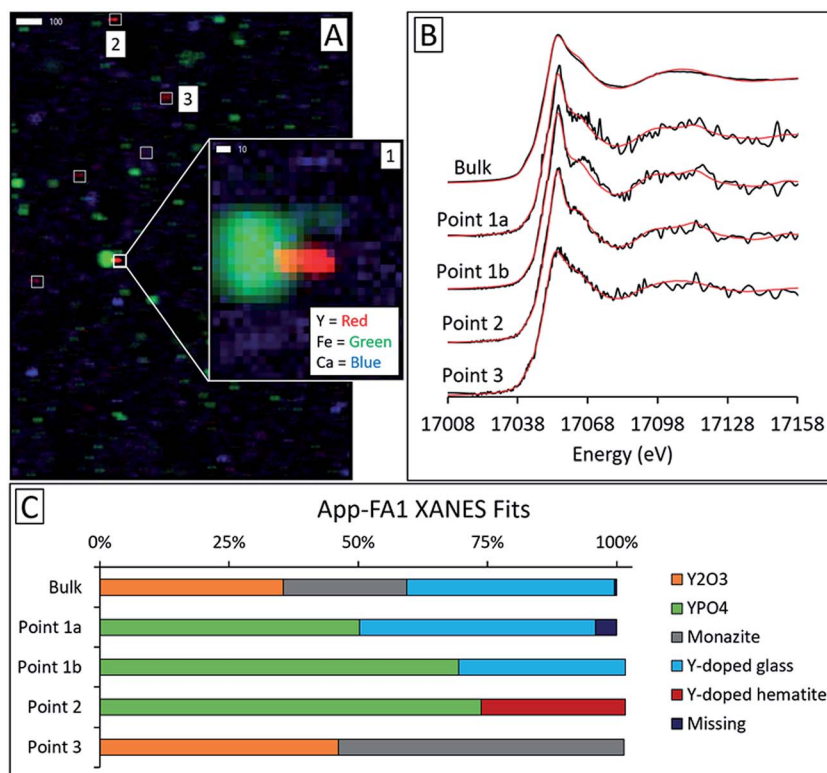 100
A
2
3
10
1
Y = Red
Fe = Green
Ca = Blue
B
Bulk
Point 1a
Point 1b
Point 2
Point 3
17008 17038 17068 17098 17128 17158
Energy (eV)
C
App-FA1 XANES Fits
0% 25% 50% 75% 100%
Bulk
Point 1a
Point 1b
Point 2
Point 3
Y2O3
YPO4
Monazite
Y-doped glass
Y-doped hematite
Missing